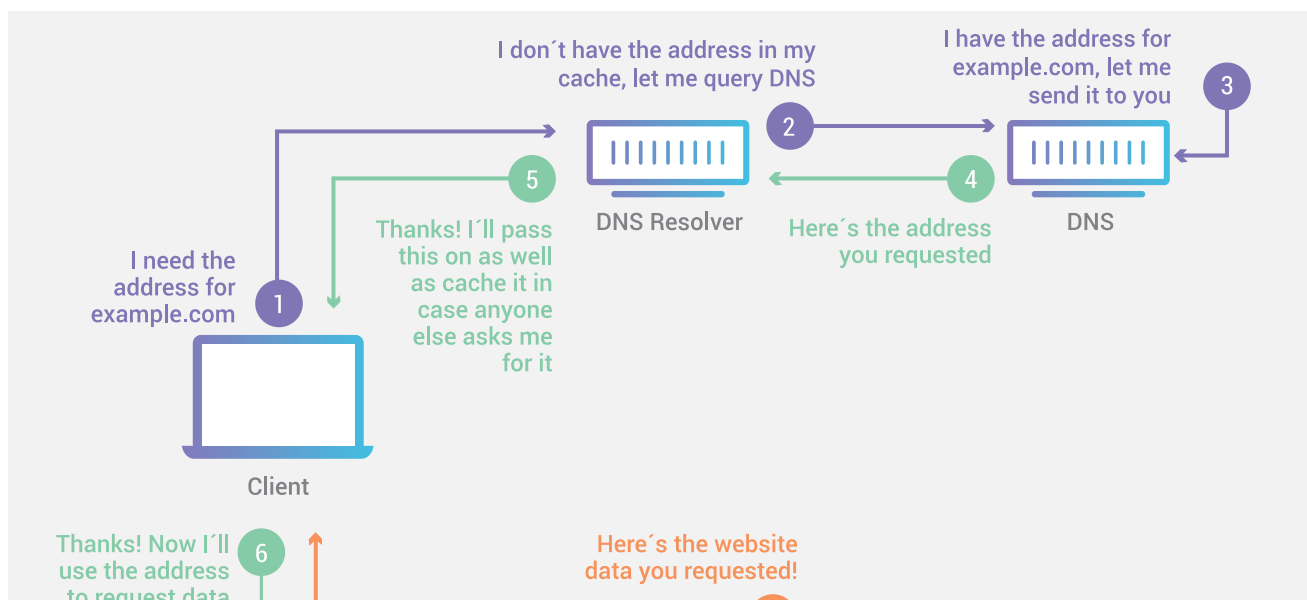 I don´t have the address in my
cache, let me query DNS
I have the address for
example.com, let me
send it to you
3
2
5
4
DNS Resolver
DNS
Thanks! I´ll pass
this on as well
as cache it in
case anyone
else asks me
for it
Here´s the address
you requested
I need the
address for
example.com
1
Client
Thanks! Now I´ll
use the address
to request data
6
Here´s the website
data you requested!